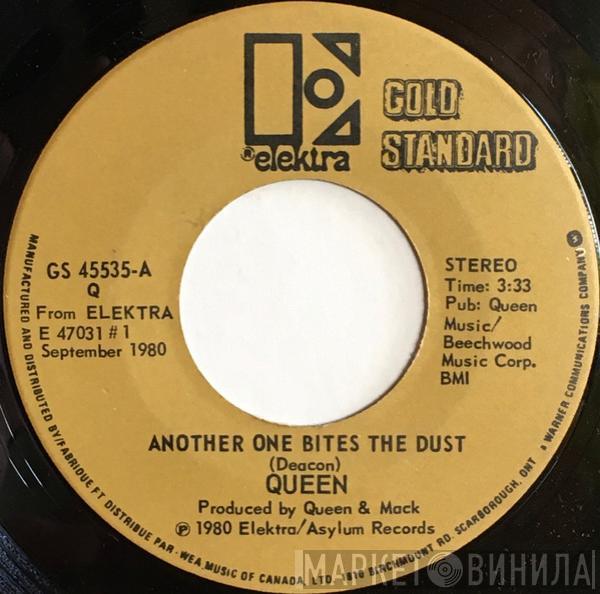 ®elektra
GOLD
STANDARD
GS 45535-A
Q
From ELEKTRA
E 47031 #1
September 1980
STEREO
Time: 3:33
Pub: Queen
Music/
Beechwood
Music Corp.
BMI
ANOTHER ONE BITES THE DUST
(Deacon)
QUEEN
Produced by Queen & Mack
℗ 1980 Elektra/Asylum Records
MANUFACTURED AND DISTRIBUTED BY/FABRIQUE ET DISTRIBUE PAR·WEA MUSIC OF CANADA, LTD. 1810 BIRCHMOUNT RD. SCARBOROUGH, ONT A WARNER COMMUNICATIONS COMPANY
МАРКЕТ ВИНИЛА